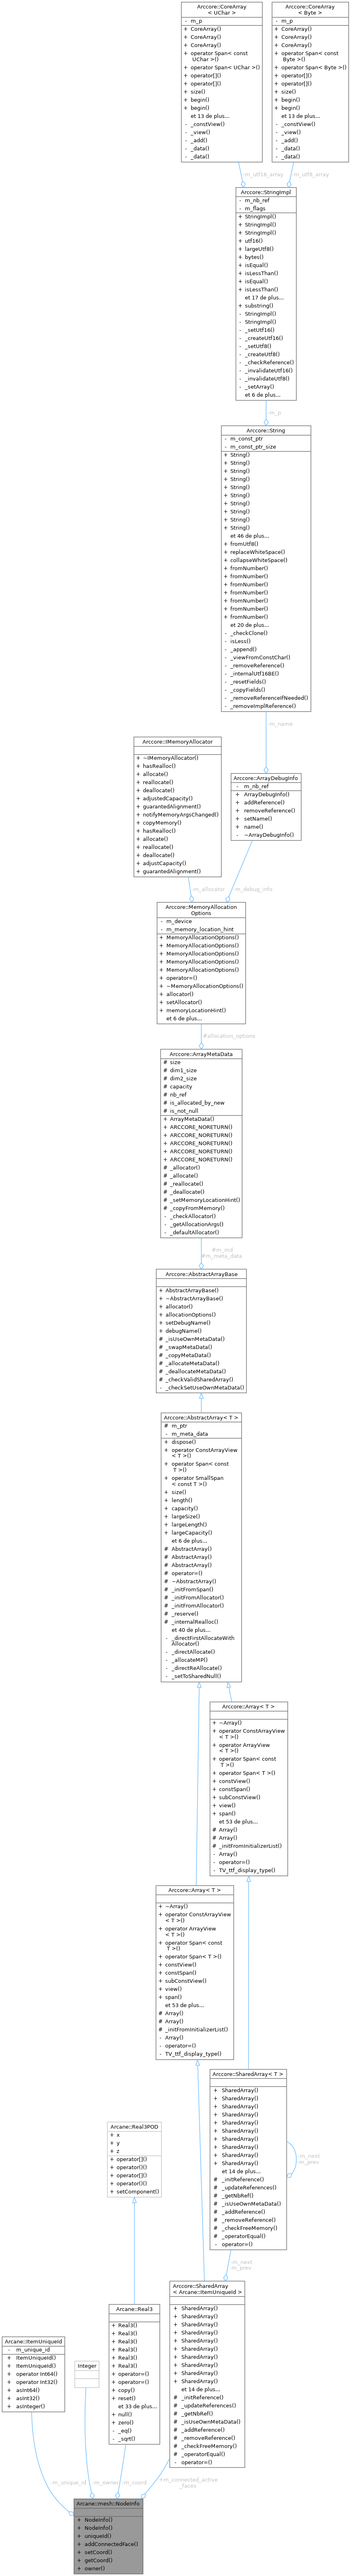 Arccore::CoreArray
< UChar >
- m_p
+ CoreArray()
+ CoreArray()
+ CoreArray()
+ operator Span< const
UChar >()
+ operator Span< UChar >()
+ operator[]()
+ operator[]()
+ size()
+ begin()
+ begin()
et 13 de plus...
- _constView()
- _view()
- _add()
- _data()
- _data()
Arccore::CoreArray
< Byte >
- m_p
+ CoreArray()
+ CoreArray()
+ CoreArray()
+ operator Span< const
Byte >()
+ operator Span< Byte >()
+ operator[]()
+ operator[]()
+ size()
+ begin()
+ begin()
et 13 de plus...
- _constView()
- _view()
- _add()
- _data()
- _data()
-m_utf16_array
-m_utf8_array
Arccore::StringImpl
- m_nb_ref
- m_flags
+ StringImpl()
+ StringImpl()
+ StringImpl()
+ utf16()
+ largeUtf8()
+ bytes()
+ isEqual()
+ isLessThan()
+ isEqual()
+ isLessThan()
et 17 de plus...
+ substring()
- StringImpl()
- StringImpl()
- _setUtf16()
- _createUtf16()
- _setUtf8()
- _createUtf8()
- _checkReference()
- _invalidateUtf16()
- _invalidateUtf8()
- _setArray()
et 6 de plus...
-m_p
Arccore::String
- m_const_ptr
- m_const_ptr_size
+ String()
+ String()
+ String()
+ String()
+ String()
+ String()
+ String()
+ String()
+ String()
+ String()
et 46 de plus...
+ fromUtf8()
+ replaceWhiteSpace()
+ collapseWhiteSpace()
+ fromNumber()
+ fromNumber()
+ fromNumber()
+ fromNumber()
+ fromNumber()
+ fromNumber()
+ fromNumber()
et 20 de plus...
- _checkClone()
- isLess()
- _append()
- _viewFromConstChar()
- _removeReference()
- _internalUtf16BE()
- _resetFields()
- _copyFields()
- _removeReferenceIfNeeded()
- _removeImplReference()
-m_name
Arccore::IMemoryAllocator
+ ~IMemoryAllocator()
+ hasRealloc()
+ allocate()
+ reallocate()
+ deallocate()
+ adjustedCapacity()
+ guarantedAlignment()
+ notifyMemoryArgsChanged()
+ copyMemory()
+ hasRealloc()
+ allocate()
+ reallocate()
+ deallocate()
+ adjustCapacity()
+ guarantedAlignment()
Arccore::ArrayDebugInfo
- m_nb_ref
+ ArrayDebugInfo()
+ addReference()
+ removeReference()
+ setName()
+ name()
- ~ArrayDebugInfo()
-m_allocator
-m_debug_info
Arccore::MemoryAllocation
Options
- m_device
- m_memory_location_hint
+ MemoryAllocationOptions()
+ MemoryAllocationOptions()
+ MemoryAllocationOptions()
+ MemoryAllocationOptions()
+ MemoryAllocationOptions()
+ operator=()
+ ~MemoryAllocationOptions()
+ allocator()
+ setAllocator()
+ memoryLocationHint()
et 6 de plus...
#allocation_options
Arccore::ArrayMetaData
# size
# dim1_size
# dim2_size
# capacity
# nb_ref
# is_allocated_by_new
# is_not_null
+ ArrayMetaData()
+ ARCCORE_NORETURN()
+ ARCCORE_NORETURN()
+ ARCCORE_NORETURN()
+ ARCCORE_NORETURN()
+ ARCCORE_NORETURN()
# _allocator()
# _allocate()
# _reallocate()
# _deallocate()
# _setMemoryLocationHint()
# _copyFromMemory()
- _checkAllocator()
- _getAllocationArgs()
- _defaultAllocator()
#m_md
#m_meta_data
Arccore::AbstractArrayBase
+ AbstractArrayBase()
+ ~AbstractArrayBase()
+ allocator()
+ allocationOptions()
+ setDebugName()
+ debugName()
# _isUseOwnMetaData()
# _swapMetaData()
# _copyMetaData()
# _allocateMetaData()
# _deallocateMetaData()
# _checkValidSharedArray()
- _checkSetUseOwnMetaData()
Arccore::AbstractArray< T >
# m_ptr
- m_meta_data
+ dispose()
+ operator ConstArrayView
< T >()
+ operator Span< const
T >()
+ operator SmallSpan
< const T >()
+ size()
+ length()
+ capacity()
+ largeSize()
+ largeLength()
+ largeCapacity()
et 6 de plus...
# AbstractArray()
# AbstractArray()
# AbstractArray()
# operator=()
# ~AbstractArray()
# _initFromSpan()
# _initFromAllocator()
# _initFromAllocator()
# _reserve()
# _internalRealloc()
et 40 de plus...
- _directFirstAllocateWith
Allocator()
- _directAllocate()
- _allocateMP()
- _directReAllocate()
- _setToSharedNull()
Arccore::Array< T >
+ ~Array()
+ operator ConstArrayView
< T >()
+ operator ArrayView
< T >()
+ operator Span< const
T >()
+ operator Span< T >()
+ constView()
+ constSpan()
+ subConstView()
+ view()
+ span()
et 53 de plus...
# Array()
# Array()
# _initFromInitializerList()
- Array()
- operator=()
- TV_ttf_display_type()
Arccore::Array< T >
+ ~Array()
+ operator ConstArrayView
< T >()
+ operator ArrayView
< T >()
+ operator Span< const
T >()
+ operator Span< T >()
+ constView()
+ constSpan()
+ subConstView()
+ view()
+ span()
et 53 de plus...
# Array()
# Array()
# _initFromInitializerList()
- Array()
- operator=()
- TV_ttf_display_type()
Arccore::SharedArray< T >
+ SharedArray()
+ SharedArray()
+ SharedArray()
+ SharedArray()
+ SharedArray()
+ SharedArray()
+ SharedArray()
+ SharedArray()
+ SharedArray()
+ SharedArray()
et 14 de plus...
# _initReference()
# _updateReferences()
# _getNbRef()
# _isUseOwnMetaData()
# _addReference()
# _removeReference()
# _checkFreeMemory()
# _operatorEqual()
- operator=()
-m_next
-m_prev
Arcane::Real3POD
+ x
+ y
+ z
+ operator[]()
+ operator()()
+ operator[]()
+ operator()()
+ setComponent()
-m_next
-m_prev
Arccore::SharedArray
< Arcane::ItemUniqueId >
+ SharedArray()
+ SharedArray()
+ SharedArray()
+ SharedArray()
+ SharedArray()
+ SharedArray()
+ SharedArray()
+ SharedArray()
+ SharedArray()
+ SharedArray()
et 14 de plus...
# _initReference()
# _updateReferences()
# _getNbRef()
# _isUseOwnMetaData()
# _addReference()
# _removeReference()
# _checkFreeMemory()
# _operatorEqual()
- operator=()
Arcane::Real3
+ Real3()
+ Real3()
+ Real3()
+ Real3()
+ Real3()
+ Real3()
+ operator=()
+ operator=()
+ copy()
+ reset()
et 33 de plus...
+ null()
+ zero()
- _eq()
- _sqrt()
Arcane::ItemUniqueId
- m_unique_id
+ ItemUniqueId()
+ ItemUniqueId()
+ operator Int64()
+ operator Int32()
+ asInt64()
+ asInt32()
+ asInteger()
Integer
-m_unique_id
-m_owner
-m_coord
+m_connected_active
_faces
Arcane::mesh::NodeInfo
+ NodeInfo()
+ NodeInfo()
+ uniqueId()
+ addConnectedFace()
+ setCoord()
+ getCoord()
+ owner()